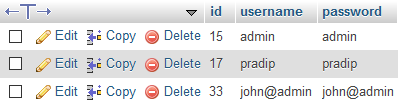 id username password
Edit Copy Delete 15 admin admin
Edit Copy Delete 17 pradip pradip
Edit Copy Delete 33 john@admin john@admin